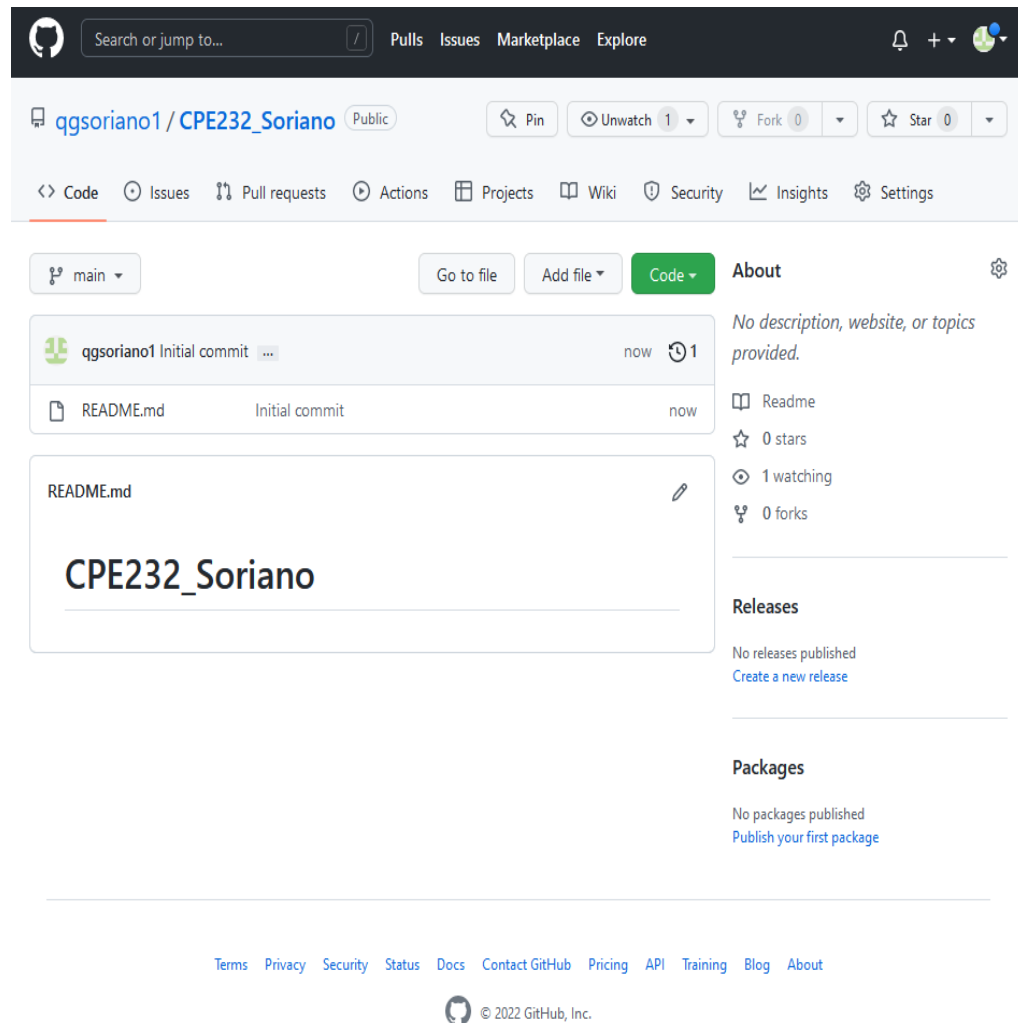 Search or jump to... /
Pulls Issues Marketplace Explore
qgsoriano1 / CPE232_Soriano Public
Pin Unwatch 1 Fork 0 Star 0
Code Issues Pull requests Actions Projects Wiki Security Insights Settings
main Go to file Add file Code
qgsoriano1 Initial commit ... now 1
README.md Initial commit now
README.md
CPE232_Soriano
About
No description, website, or topics
provided.
Readme
0 stars
1 watching
0 forks
Releases
No releases published
Create a new release
Packages
No packages published
Publish your first package
Terms Privacy Security Status Docs Contact GitHub Pricing API Training Blog About
© 2022 GitHub, Inc.